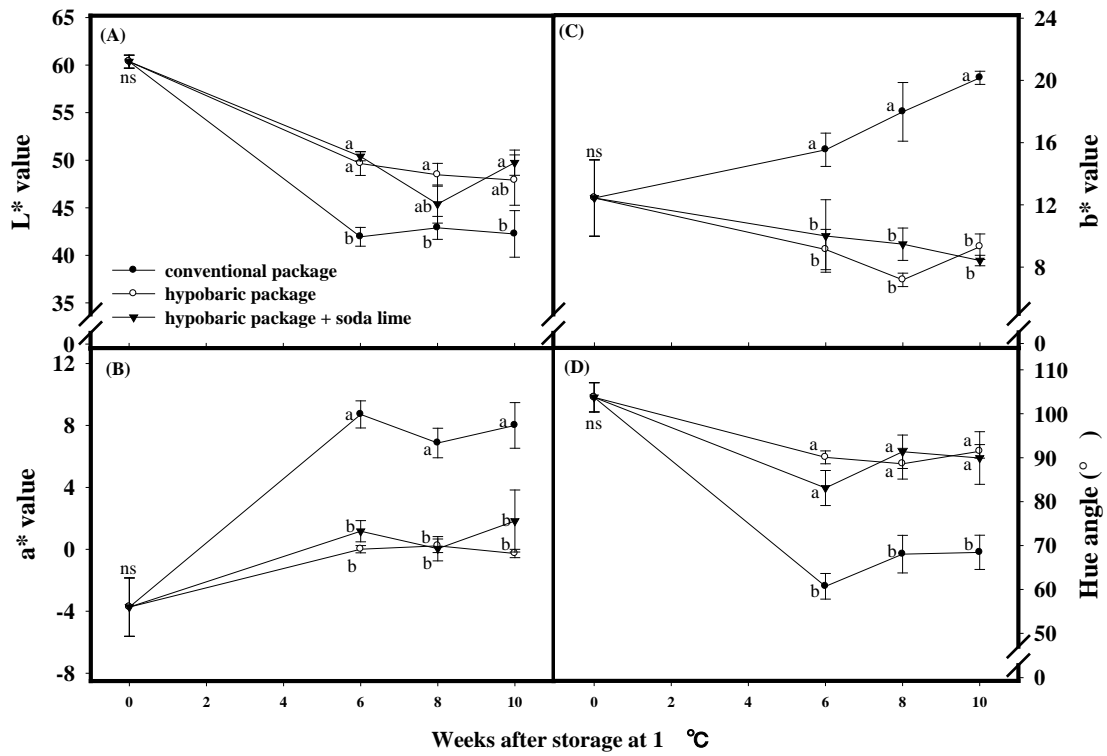 (A)
L* value
65
60
55
50
45
40
35
0
ns
a
a
b
a
ab
b
a
ab
b
conventional package
hypobaric package
hypobaric package + soda lime
(C)
b* value
24
20
16
12
8
0
ns
a
b
b
a
b
b
a
b
b
(B)
a* value
12
8
4
0
-4
-8
ns
a
b
b
a
b
b
a
b
b
0 2 4 6 8 10
(D)
Hue angle (°)
110
100
90
80
70
60
50
0
ns
a
a
b
a
a
b
a
a
b
0 2 4 6 8 10
Weeks after storage at 1 ℃